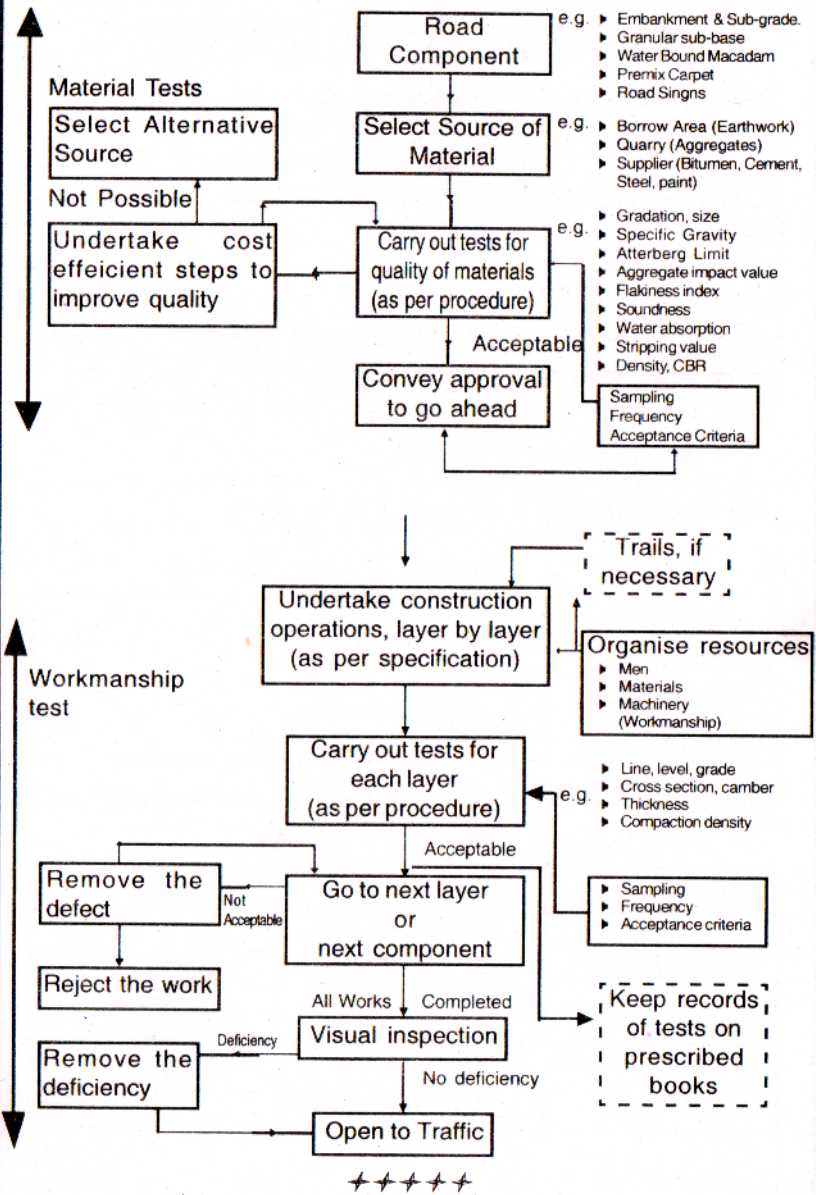 Road
Component
e.g.
Embankment & Sub-grade.
Granular sub-base
Water Bound Macadam
Premix Carpet
Road Singns
Material Tests
Select Alternative
Source
Select Source of
Material
e.g.
Borrow Area (Earthwork)
Quarry (Aggregates)
Supplier (Bitumen, Cement,
Steel, paint)
Not Possible
Undertake cost
effeicient steps to
improve quality
Carry out tests for
quality of materials
(as per procedure)
e.g.
Gradation, size
Specific Gravity
Atterberg Limit
Aggregate impact value
Flakiness index
Soundness
Water absorption
Stripping value
Density, CBR
Acceptable
Convey approval
to go ahead
Sampling
Frequency
Acceptance Criteria
Trails, if
necessary
Undertake construction
operations, layer by layer
(as per specification)
Organise resources
Men
Materials
Machinery
(Workmanship)
Workmanship
test
Carry out tests for
each layer
(as per procedure)
e.g.
Line, level, grade
Cross section, camber
Thickness
Compaction density
Acceptable
Remove the
defect
Not
Acceptable
Go to next layer
or
next component
Sampling
Frequency
Acceptance criteria
Reject the work
All Works Completed
Keep records
of tests on
prescribed
books
Deficiency
Visual inspection
Remove the
deficiency
No deficiency
Open to Traffic